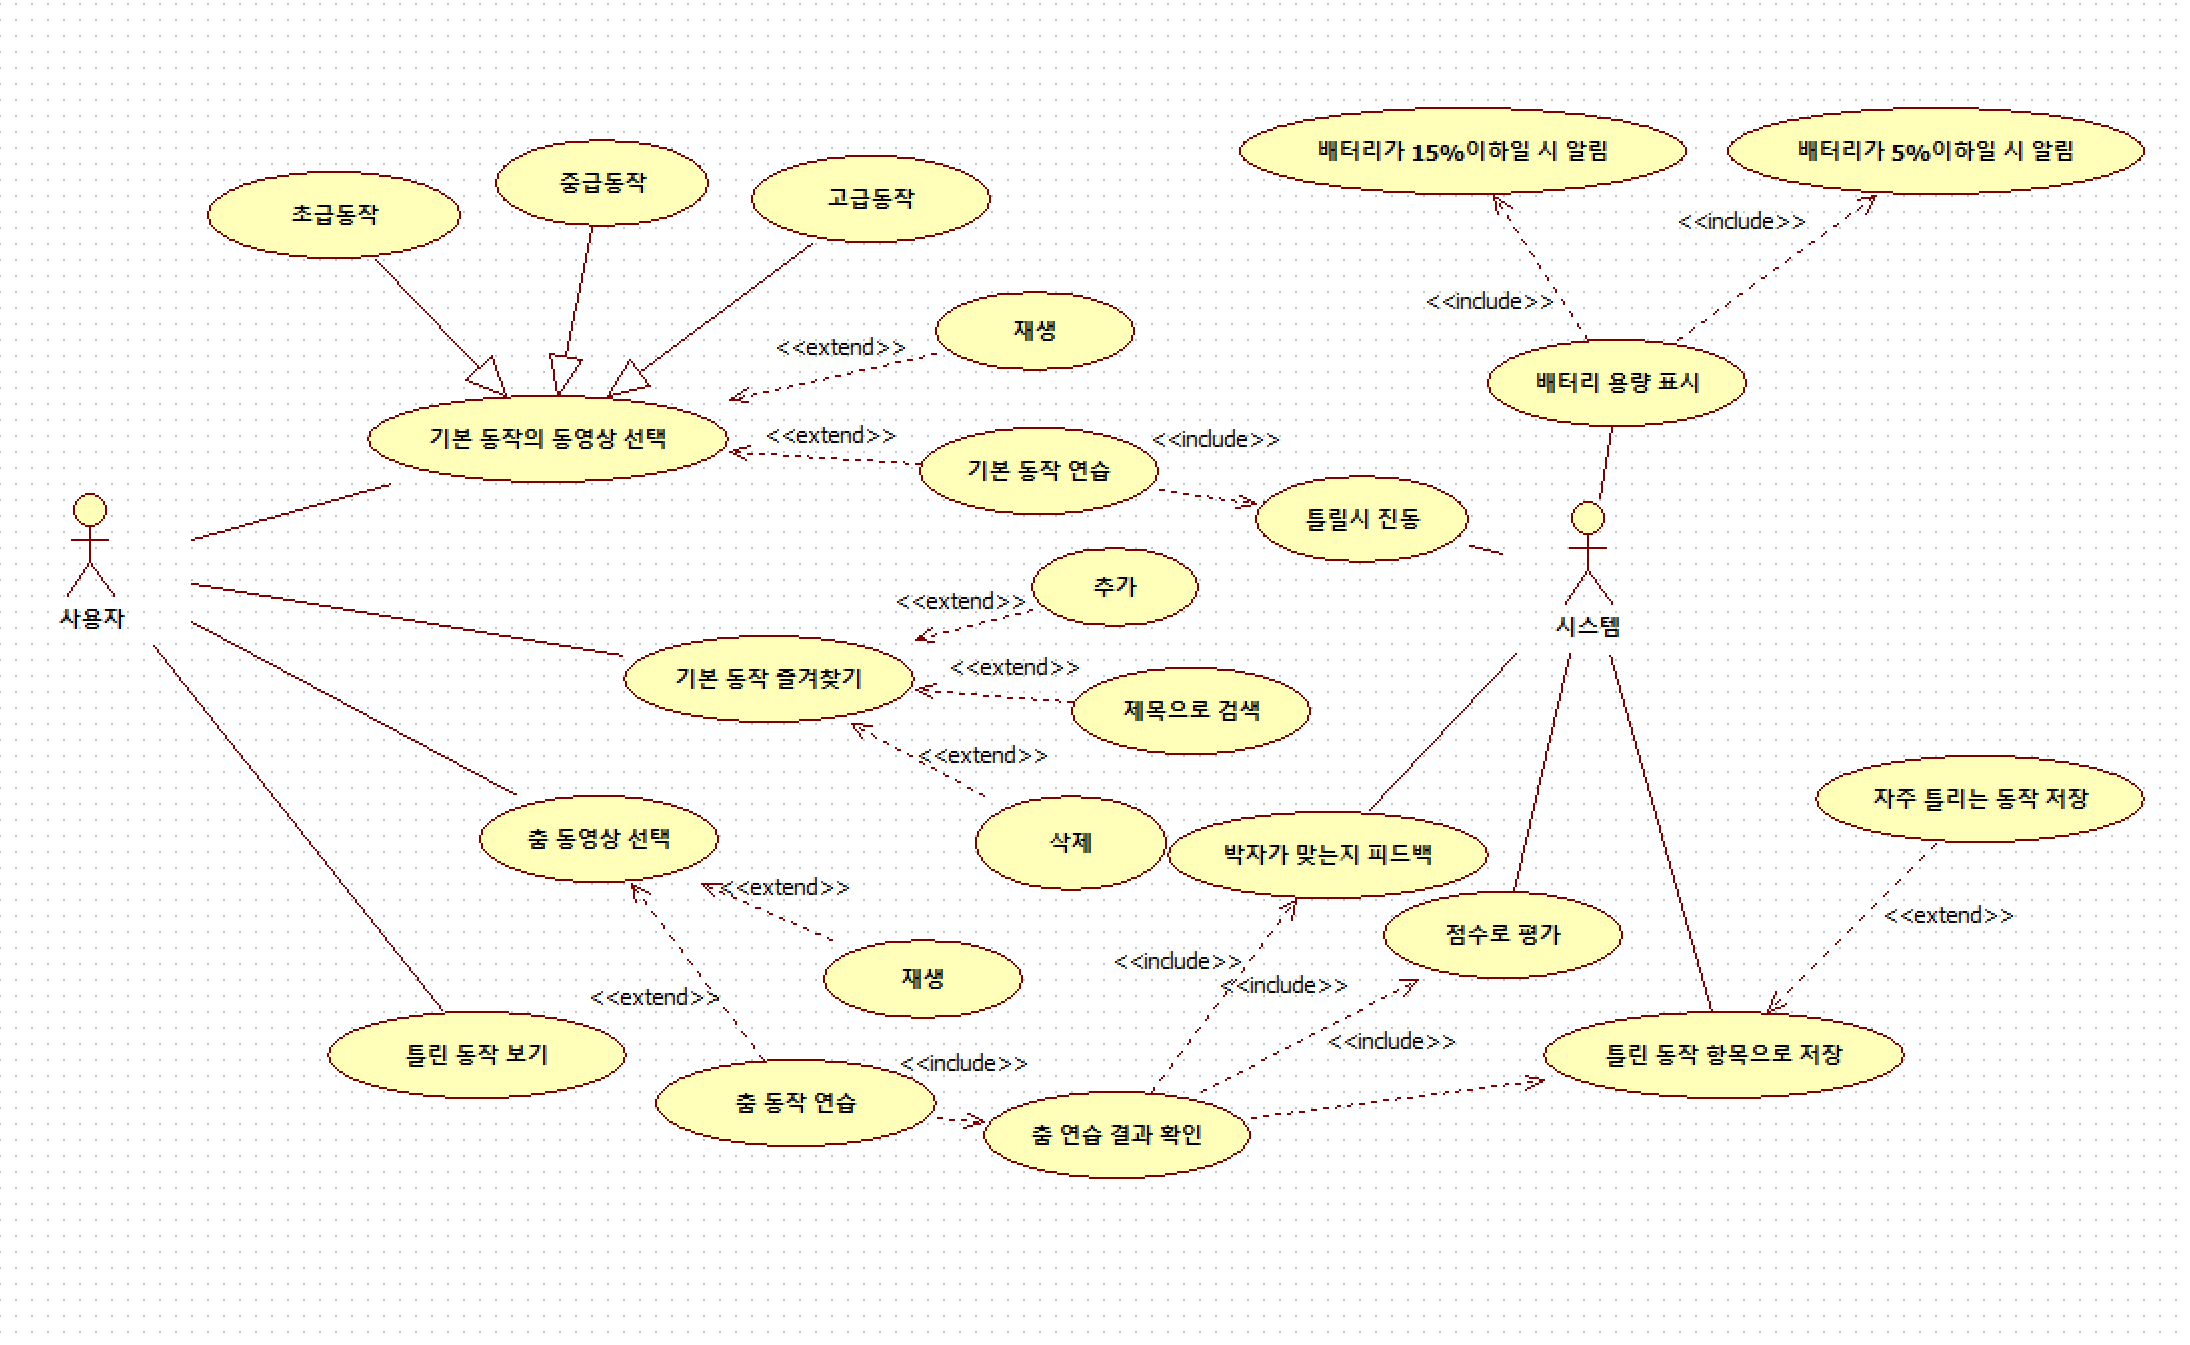 배터리가 15%이하일 시 알림
배터리가 5%이하일 시 알림
중급동작
고급동작
초급동작
<<include>>
<<include>>
재생
<<extend>>
배터리 용량 표시
기본 동작의 동영상 선택
<<extend>>
<<include>>
기본 동작 연습
틀릴시 진동
추가
<<extend>>
사용자
시스템
<<extend>>
기본 동작 즐겨찾기
제목으로 검색
<<extend>>
자주 틀리는 동작 저장
춤 동영상 선택
삭제
박자가 맞는지 피드백
<<extend>>
<<extend>>
점수로 평가
<<include>>
재생
<<include>>
<<extend>>
<<include>>
틀린 동작 보기
<<include>>
틀린 동작 항목으로 저장
춤 동작 연습
춤 연습 결과 확인